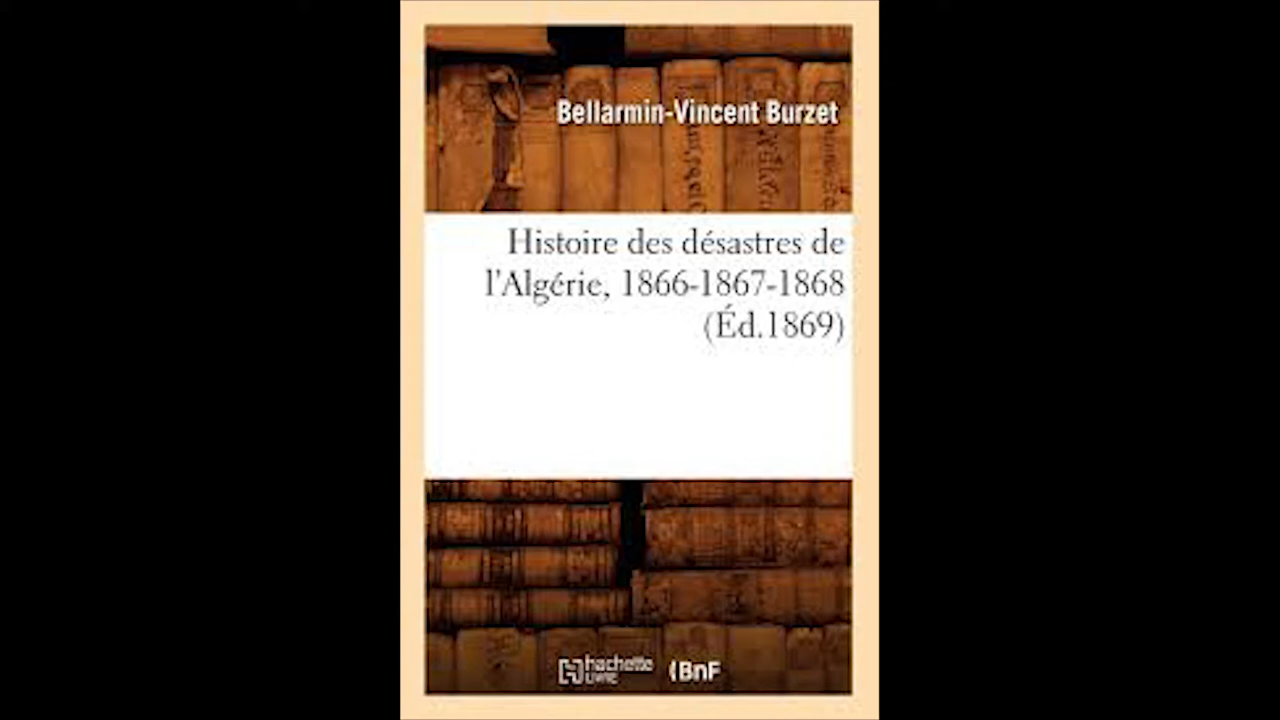 Bellarmin-Vincent Burzet
Histoire des désastres de
l'Algérie, 1866-1867-1868
(Éd.1869)
hachette
LIVRE
(BnF